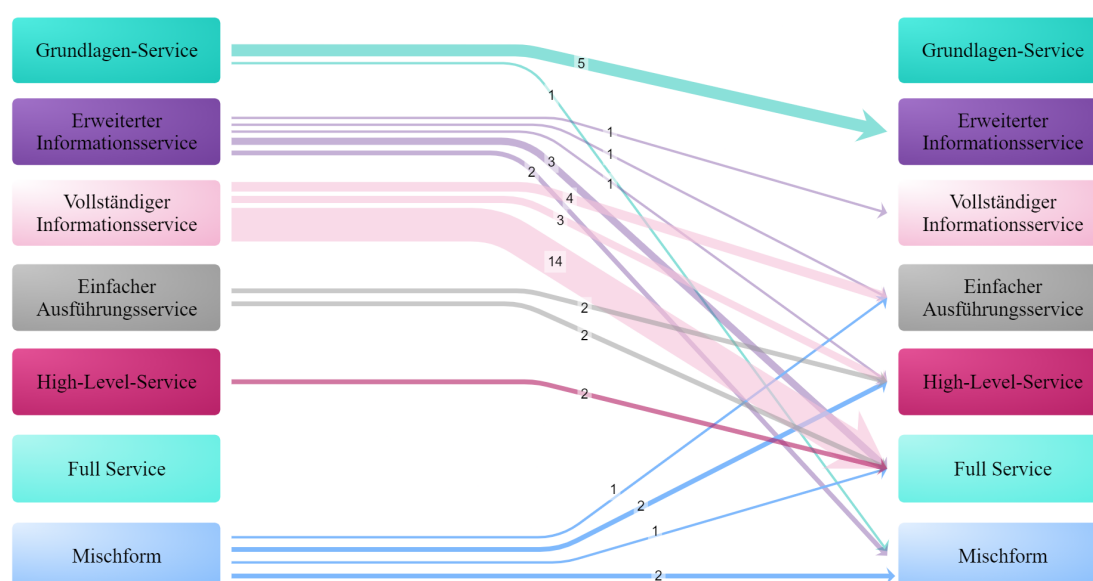 Grundlagen-Service
Erweiterter
Informationsservice
Vollständiger
Informationsservice
Einfacher
Ausführungsservice
High-Level-Service
Full Service
Mischform
5
1
1
1
1
3
2
4
3
14
2
2
2
1
2
1
2
Grundlagen-Service
Erweiterter
Informationsservice
Vollständiger
Informationsservice
Einfacher
Ausführungsservice
High-Level-Service
Full Service
Mischform